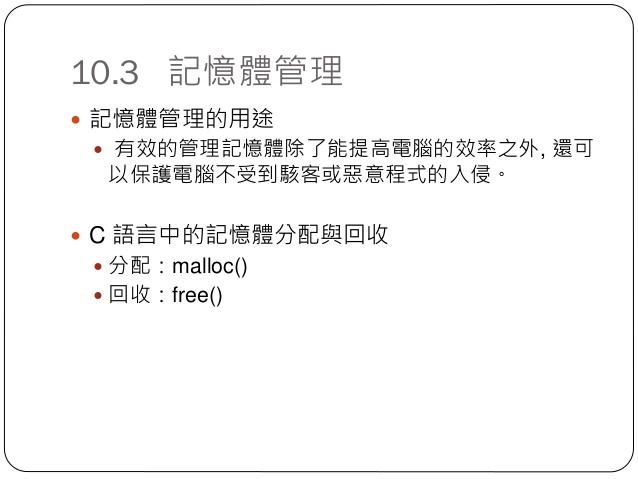 10.3 記憶體管理
記憶體管理的用途
有效的管理記憶體除了能提高電腦的效率之外, 還可
以保護電腦不受到駭客或惡意程式的入侵。
C 語言中的記憶體分配與回收
分配：malloc()
回收：free()